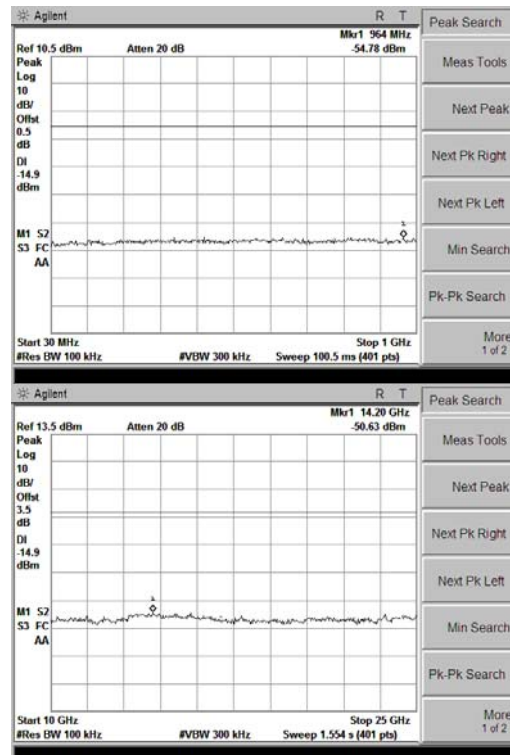 Agilent R T
Mkr1 964 MHz
Ref 10.5 dBm Atten 20 dB -54.78 dBm
Peak
Log
10
dB/
Offst
0.5
dB
DI
-14.9
dBm
M1 S2
S3 FC
AA
Start 30 MHz Stop 1 GHz
#Res BW 100 kHz #VBW 300 kHz Sweep 100.5 ms (401 pts)
Peak Search
Meas Tools
Next Peak
Next Pk Right
Next Pk Left
Min Search
Pk-Pk Search
More
1 of 2
Agilent R T
Mkr1 14.20 GHz
Ref 13.5 dBm Atten 20 dB -50.63 dBm
Peak
Log
10
dB/
Offst
3.5
dB
DI
-14.9
dBm
M1 S2
S3 FC
AA
Start 10 GHz Stop 25 GHz
#Res BW 100 kHz #VBW 300 kHz Sweep 1.554 s (401 pts)
Peak Search
Meas Tools
Next Peak
Next Pk Right
Next Pk Left
Min Search
Pk-Pk Search
More
1 of 2